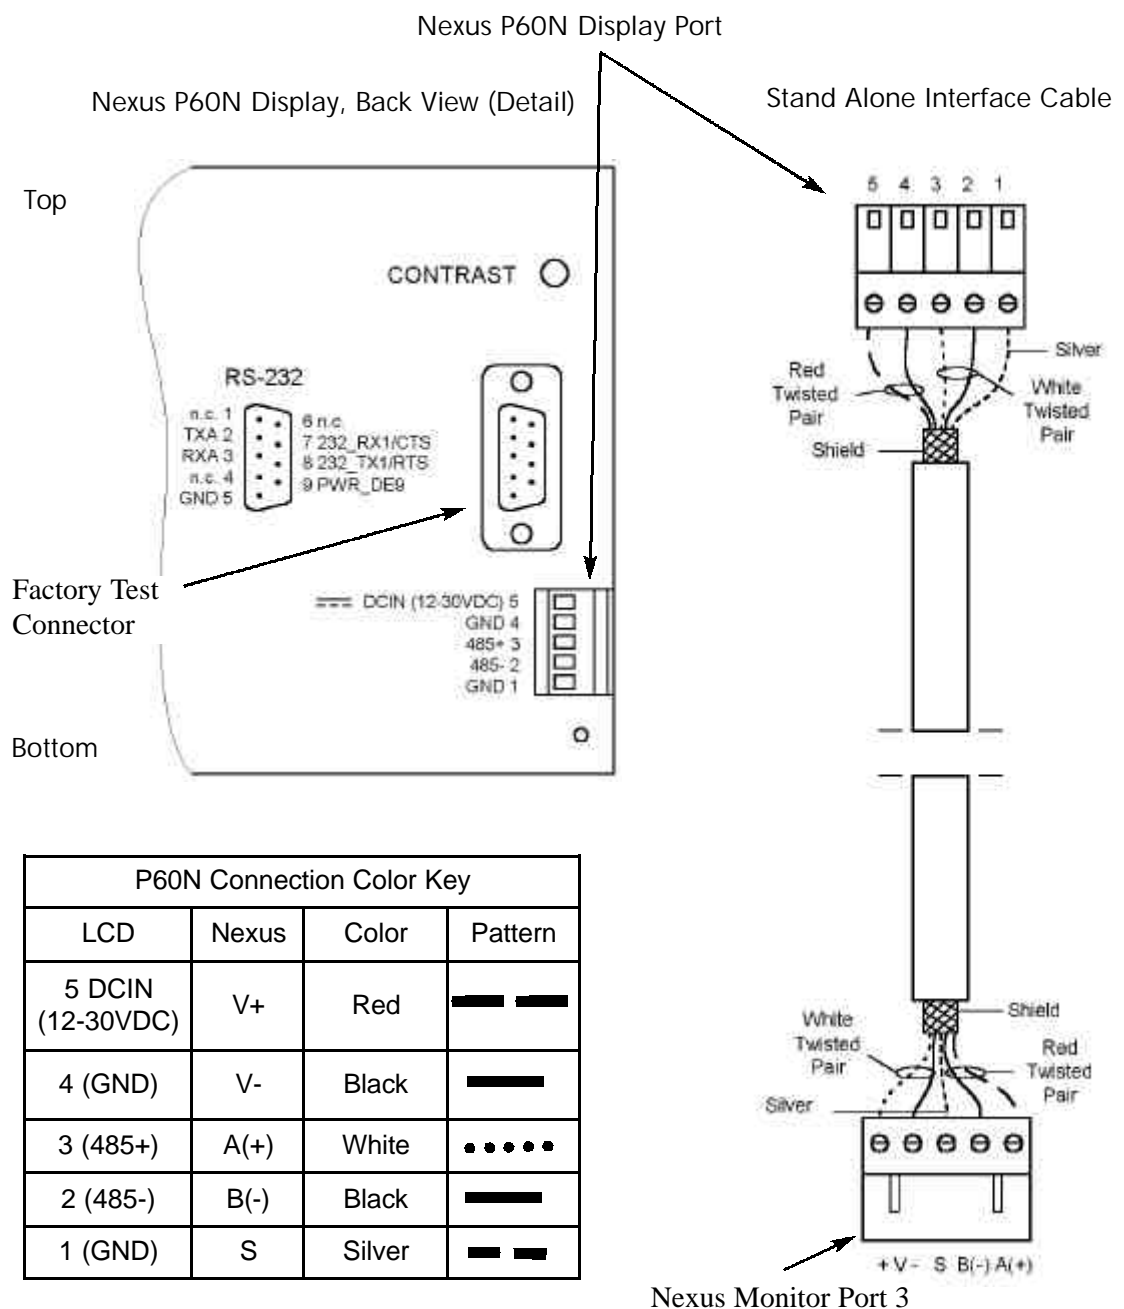 Nexus P60N Display Port
Nexus P60N Display, Back View (Detail)
Stand Alone Interface Cable
Top
5 4 3 2 1
CONTRAST
RS-232
n.c. 1
TXA 2
RXA 3
n.c. 4
GND 5
6 n.c
7 232_RX1/CTS
8 232_TX1/RTS
9 PWR_DE9
Silver
Red
Twisted
Pair
White
Twisted
Pair
Shield
Factory Test
Connector
DCIN (12-30VDC) 5
GND 4
485+ 3
485- 2
GND 1
Bottom
P60N Connection Color Key
LCD Nexus Color Pattern
5 DCIN
(12-30VDC) V+ Red
4 (GND) V- Black
3 (485+) A(+) White
2 (485-) B(-) Black
1 (GND) S Silver
Shield
White
Twisted
Pair
Red
Twisted
Pair
Silver
+ V - S B(-) A(+)
Nexus Monitor Port 3